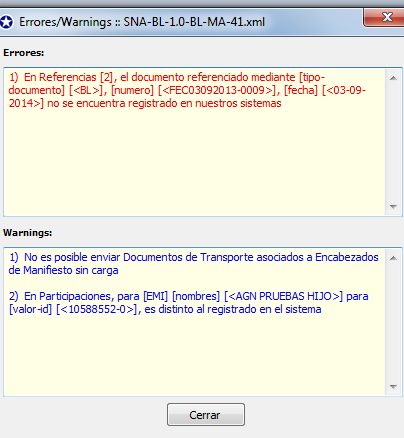 Errores/Warnings :: SNA-BL-1.0-BL-MA-41.xml
Errores:
1) En Referencias [2], el documento referenciado mediante [tipo-
documento] [<BL>], [numero] [<FEC03092013-0009>], [fecha] [<03-09-
2014>] no se encuentra registrado en nuestros sistemas
Warnings:
1) No es posible enviar Documentos de Transporte asociados a Encabezados
de Manifiesto sin carga
2) En Participaciones, para [EMI] [nombres] [<AGN PRUEBAS HIJO>] para
[valor-id] [<10588552-0>], es distinto al registrado en el sistema
Cerrar